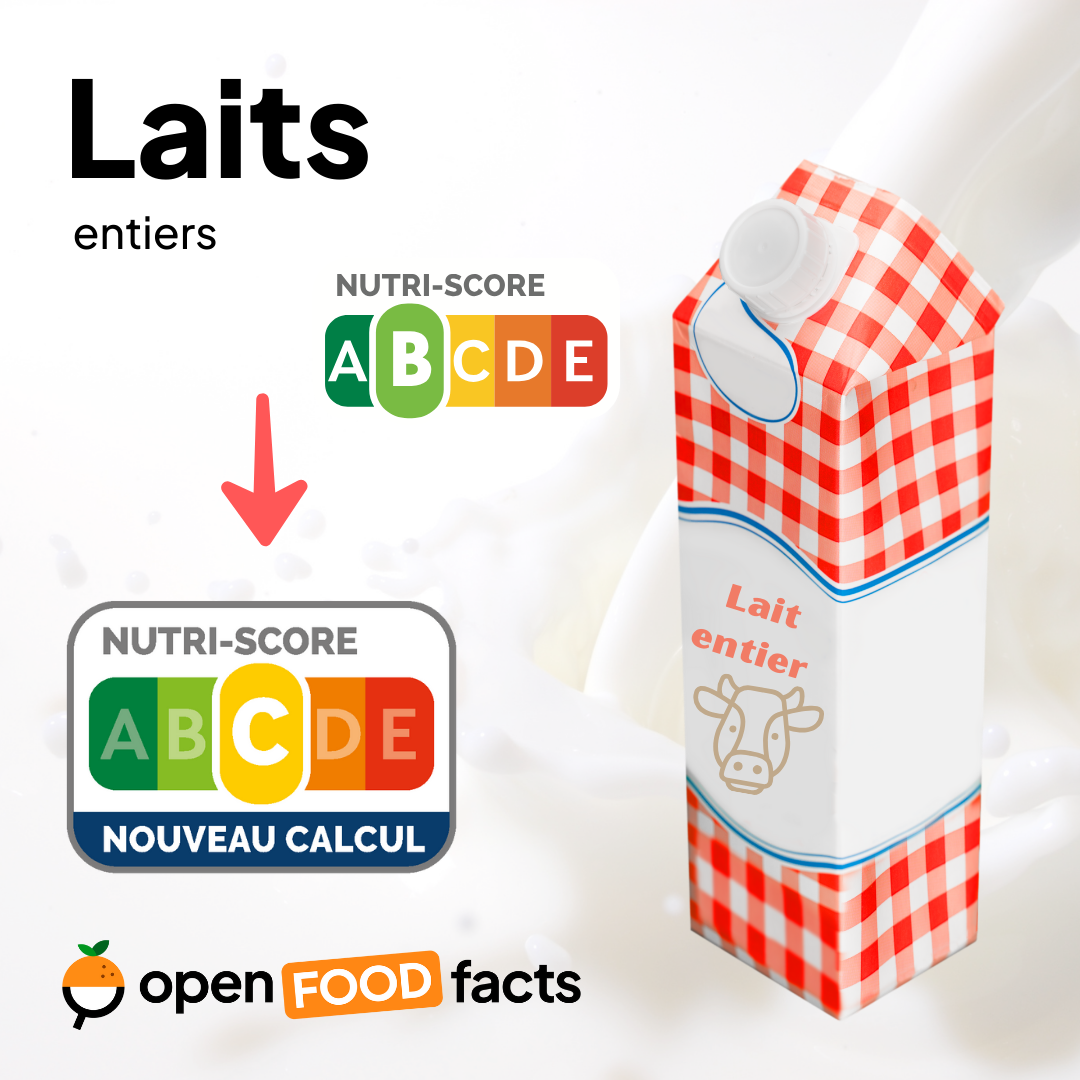 Laits
entiers
NUTRI-SCORE
A B C D E
NUTRI-SCORE
A B C D E
NOUVEAU CALCUL
Lait
entier
open FOOD facts